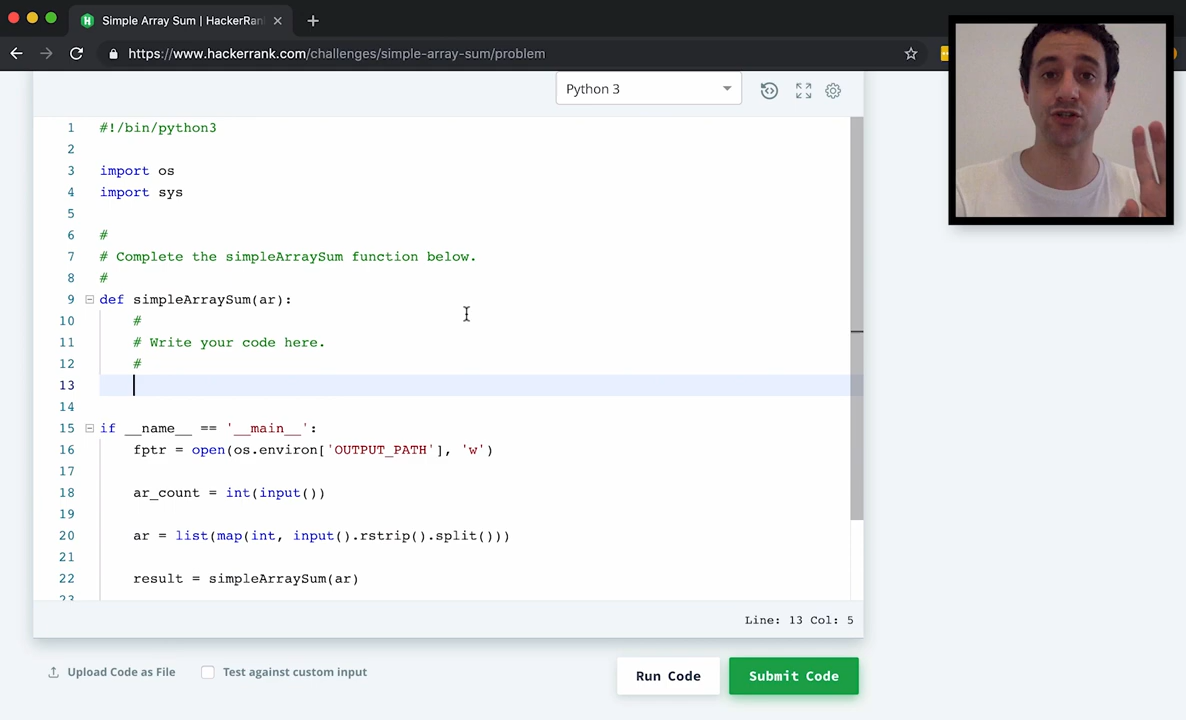 Simple Array Sum | HackerRan
https://www.hackerrank.com/challenges/simple-array-sum/problem
Python 3
1 #!/bin/python3
2
3 import os
4 import sys
5
6 #
7 # Complete the simpleArraySum function below.
8 #
9 def simpleArraySum(ar):
10 #
11 # Write your code here.
12 #
13
14
15 if __name__ == '__main__':
16 fptr = open(os.environ['OUTPUT_PATH'], 'w')
17
18 ar_count = int(input())
19
20 ar = list(map(int, input().rstrip().split()))
21
22 result = simpleArraySum(ar)
23
Line: 13 Col: 5
Upload Code as File
Test against custom input
Run Code
Submit Code